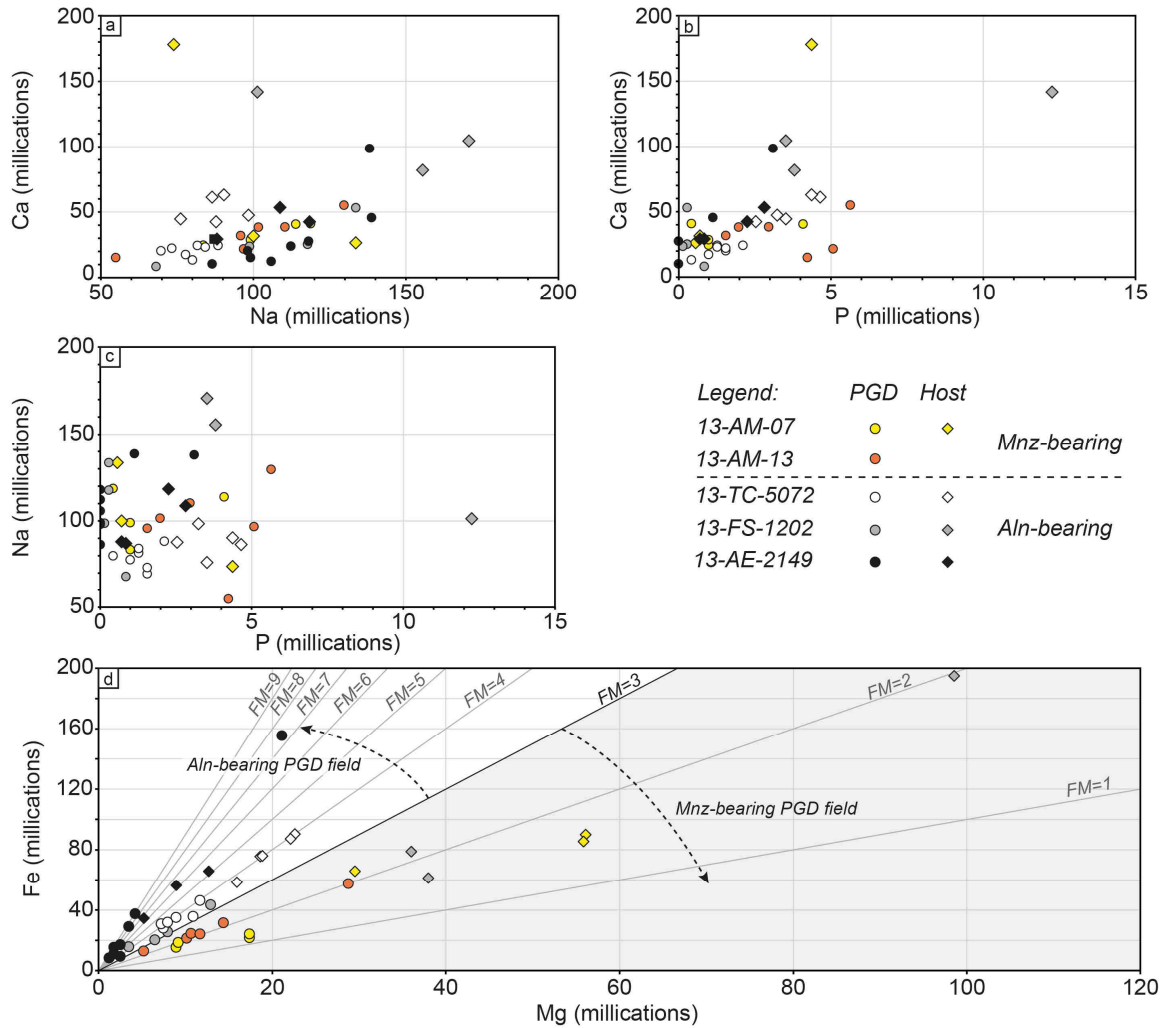 a
200
150
100
50
0
Ca (millications)
50
100
150
200
Na (millications)
b
200
150
100
50
0
Ca (millications)
0
5
10
15
P (millications)
c
200
150
100
50
Na (millications)
0
5
10
15
P (millications)
Legend: PGD Host
13-AM-07
13-AM-13
Mnz-bearing
13-TC-5072
13-FS-1202
13-AE-2149
Aln-bearing
d
200
160
120
80
40
0
Fe (millications)
FM=9
FM=8
FM=7
FM=6
FM=5
FM=4
FM=3
FM=2
FM=1
Aln-bearing PGD field
Mnz-bearing PGD field
0
20
40
60
80
100
120
Mg (millications)